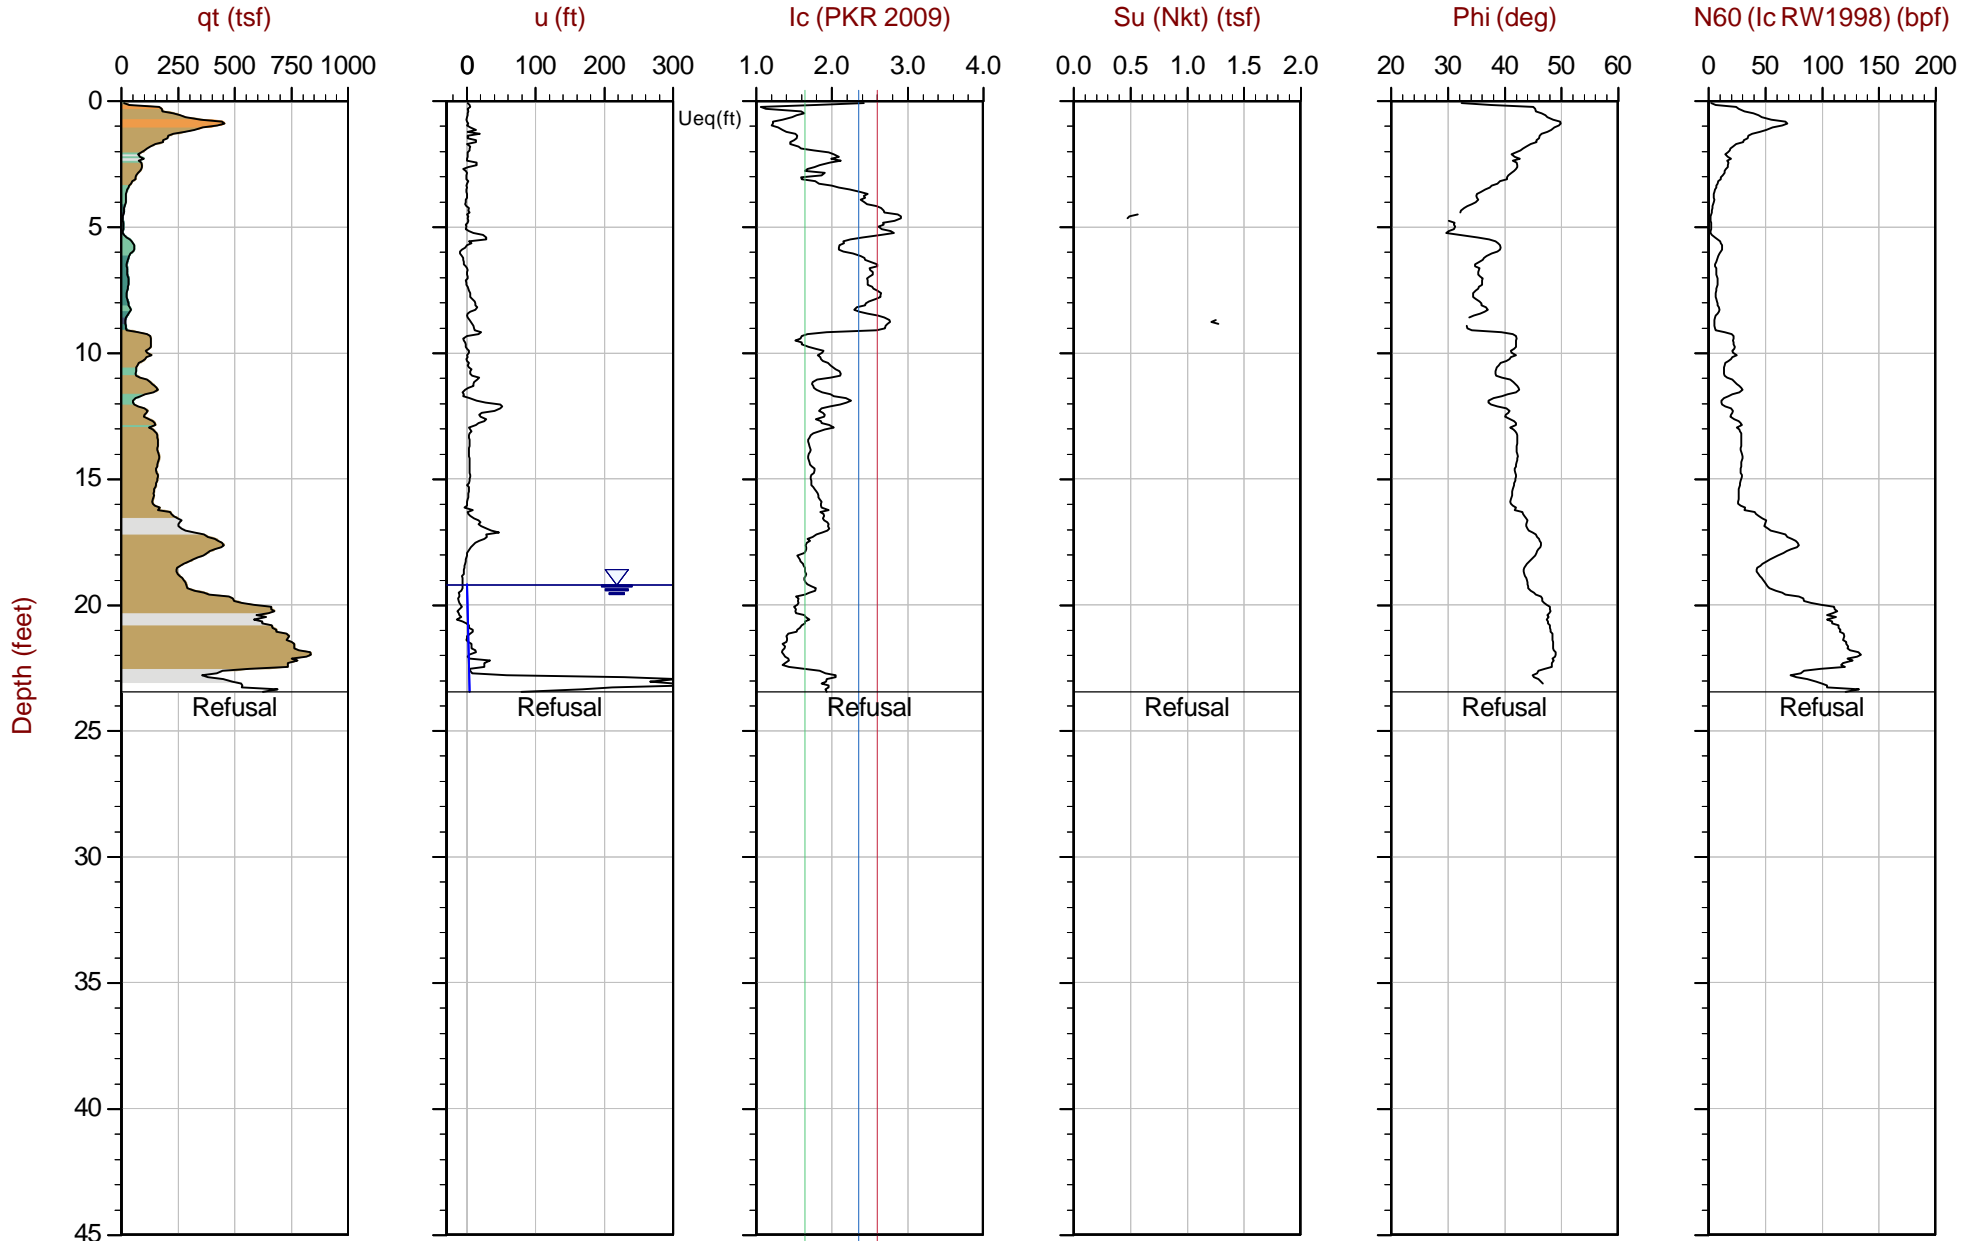 qt (tsf) u (ft) Ic (PKR 2009) Su (Nkt) (tsf) Phi (deg) N60 (Ic RW1998) (bpf)
0 250 500 750 1000 0 100 200 300 1.0 2.0 3.0 4.0 0.0 0.5 1.0 1.5 2.0 20 30 40 50 60 0 50 100 150 200
0
Ueq(ft)
5
10
15
20
Refusal Refusal Refusal Refusal Refusal Refusal
25
30
35
40
45
Depth (feet)